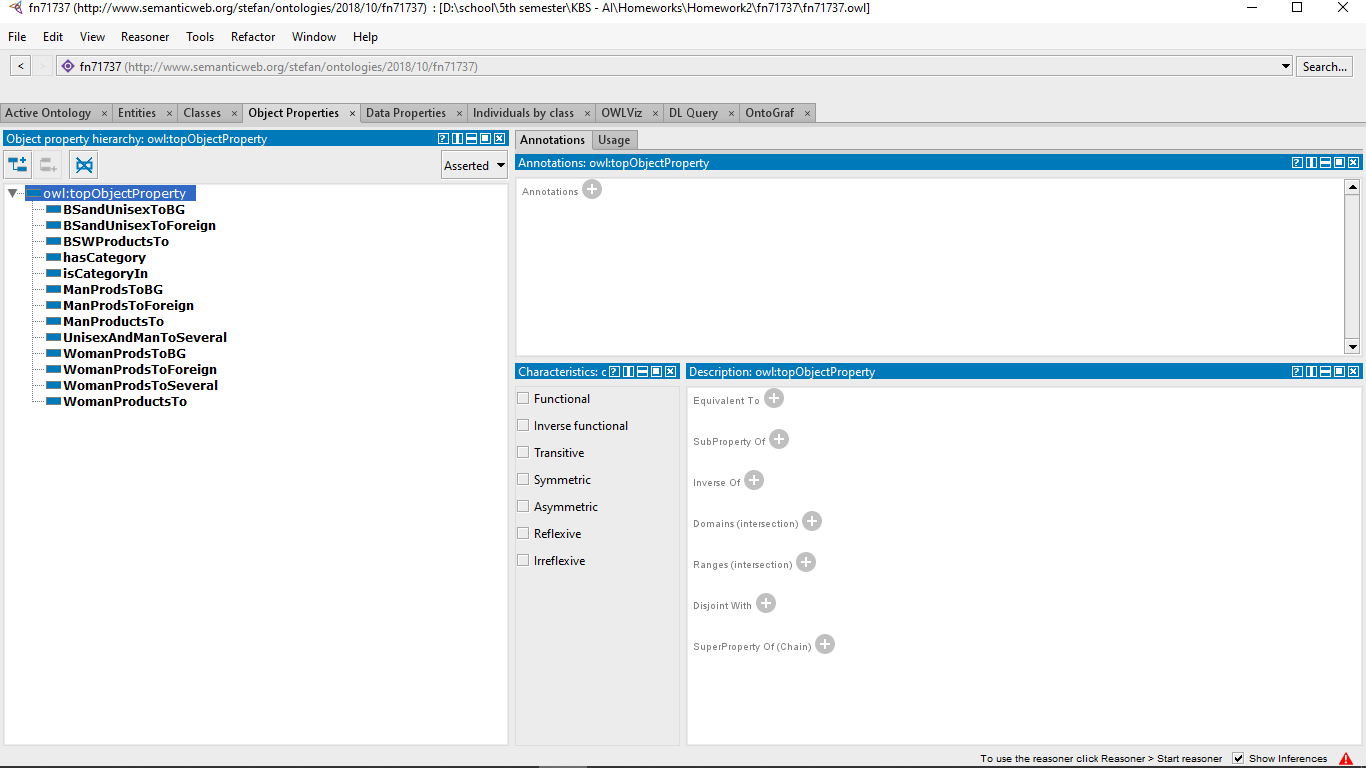 fn71737 (http://www.semanticweb.org/stefan/ontologies/2018/10/fn71737)  : [D:\school\5th semester\KBS - AI\Homeworks\Homework2\fn71737\fn71737.owl]
File Edit View Reasoner Tools Refactor Window Help
< > fn71737 (http://www.semanticweb.org/stefan/ontologies/2018/10/fn71737) Search...
Active Ontology × Entities × Classes × Object Properties × Data Properties × Individuals by class × OWLViz × DL Query × OntoGraf ×
Object property hierarchy: owl:topObjectProperty
Asserted
owl:topObjectProperty
BSandUnisexToBG
BSandUnisexToForeign
BSWProductsTo
hasCategory
isCategoryIn
ManProdsToBG
ManProdsToForeign
ManProductsTo
UnisexAndManToSeveral
WomanProdsToBG
WomanProdsToForeign
WomanProdsToSeveral
WomanProductsTo
Annotations Usage
Annotations: owl:topObjectProperty
Annotations
Characteristics: c
Functional
Inverse functional
Transitive
Symmetric
Asymmetric
Reflexive
Irreflexive
Description: owl:topObjectProperty
Equivalent To
SubProperty Of
Inverse Of
Domains (intersection)
Ranges (intersection)
Disjoint With
SuperProperty Of (Chain)
To use the reasoner click Reasoner > Start reasoner Show Inferences